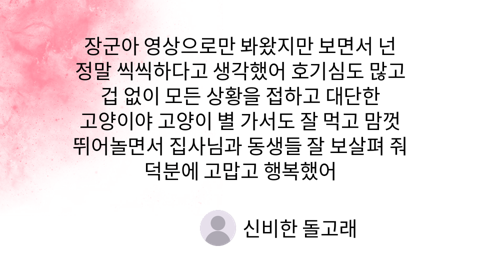 장군아 영상으로만 봐왔지만 보면서 넌
정말 씩씩하다고 생각했어 호기심도 많고
겁 없이 모든 상황을 접하고 대단한
고양이야 고양이 별 가서도 잘 먹고 맘껏
뛰어놀면서 집사님과 동생들 잘 보살펴 줘
덕분에 고맙고 행복했어
신비한 돌고래